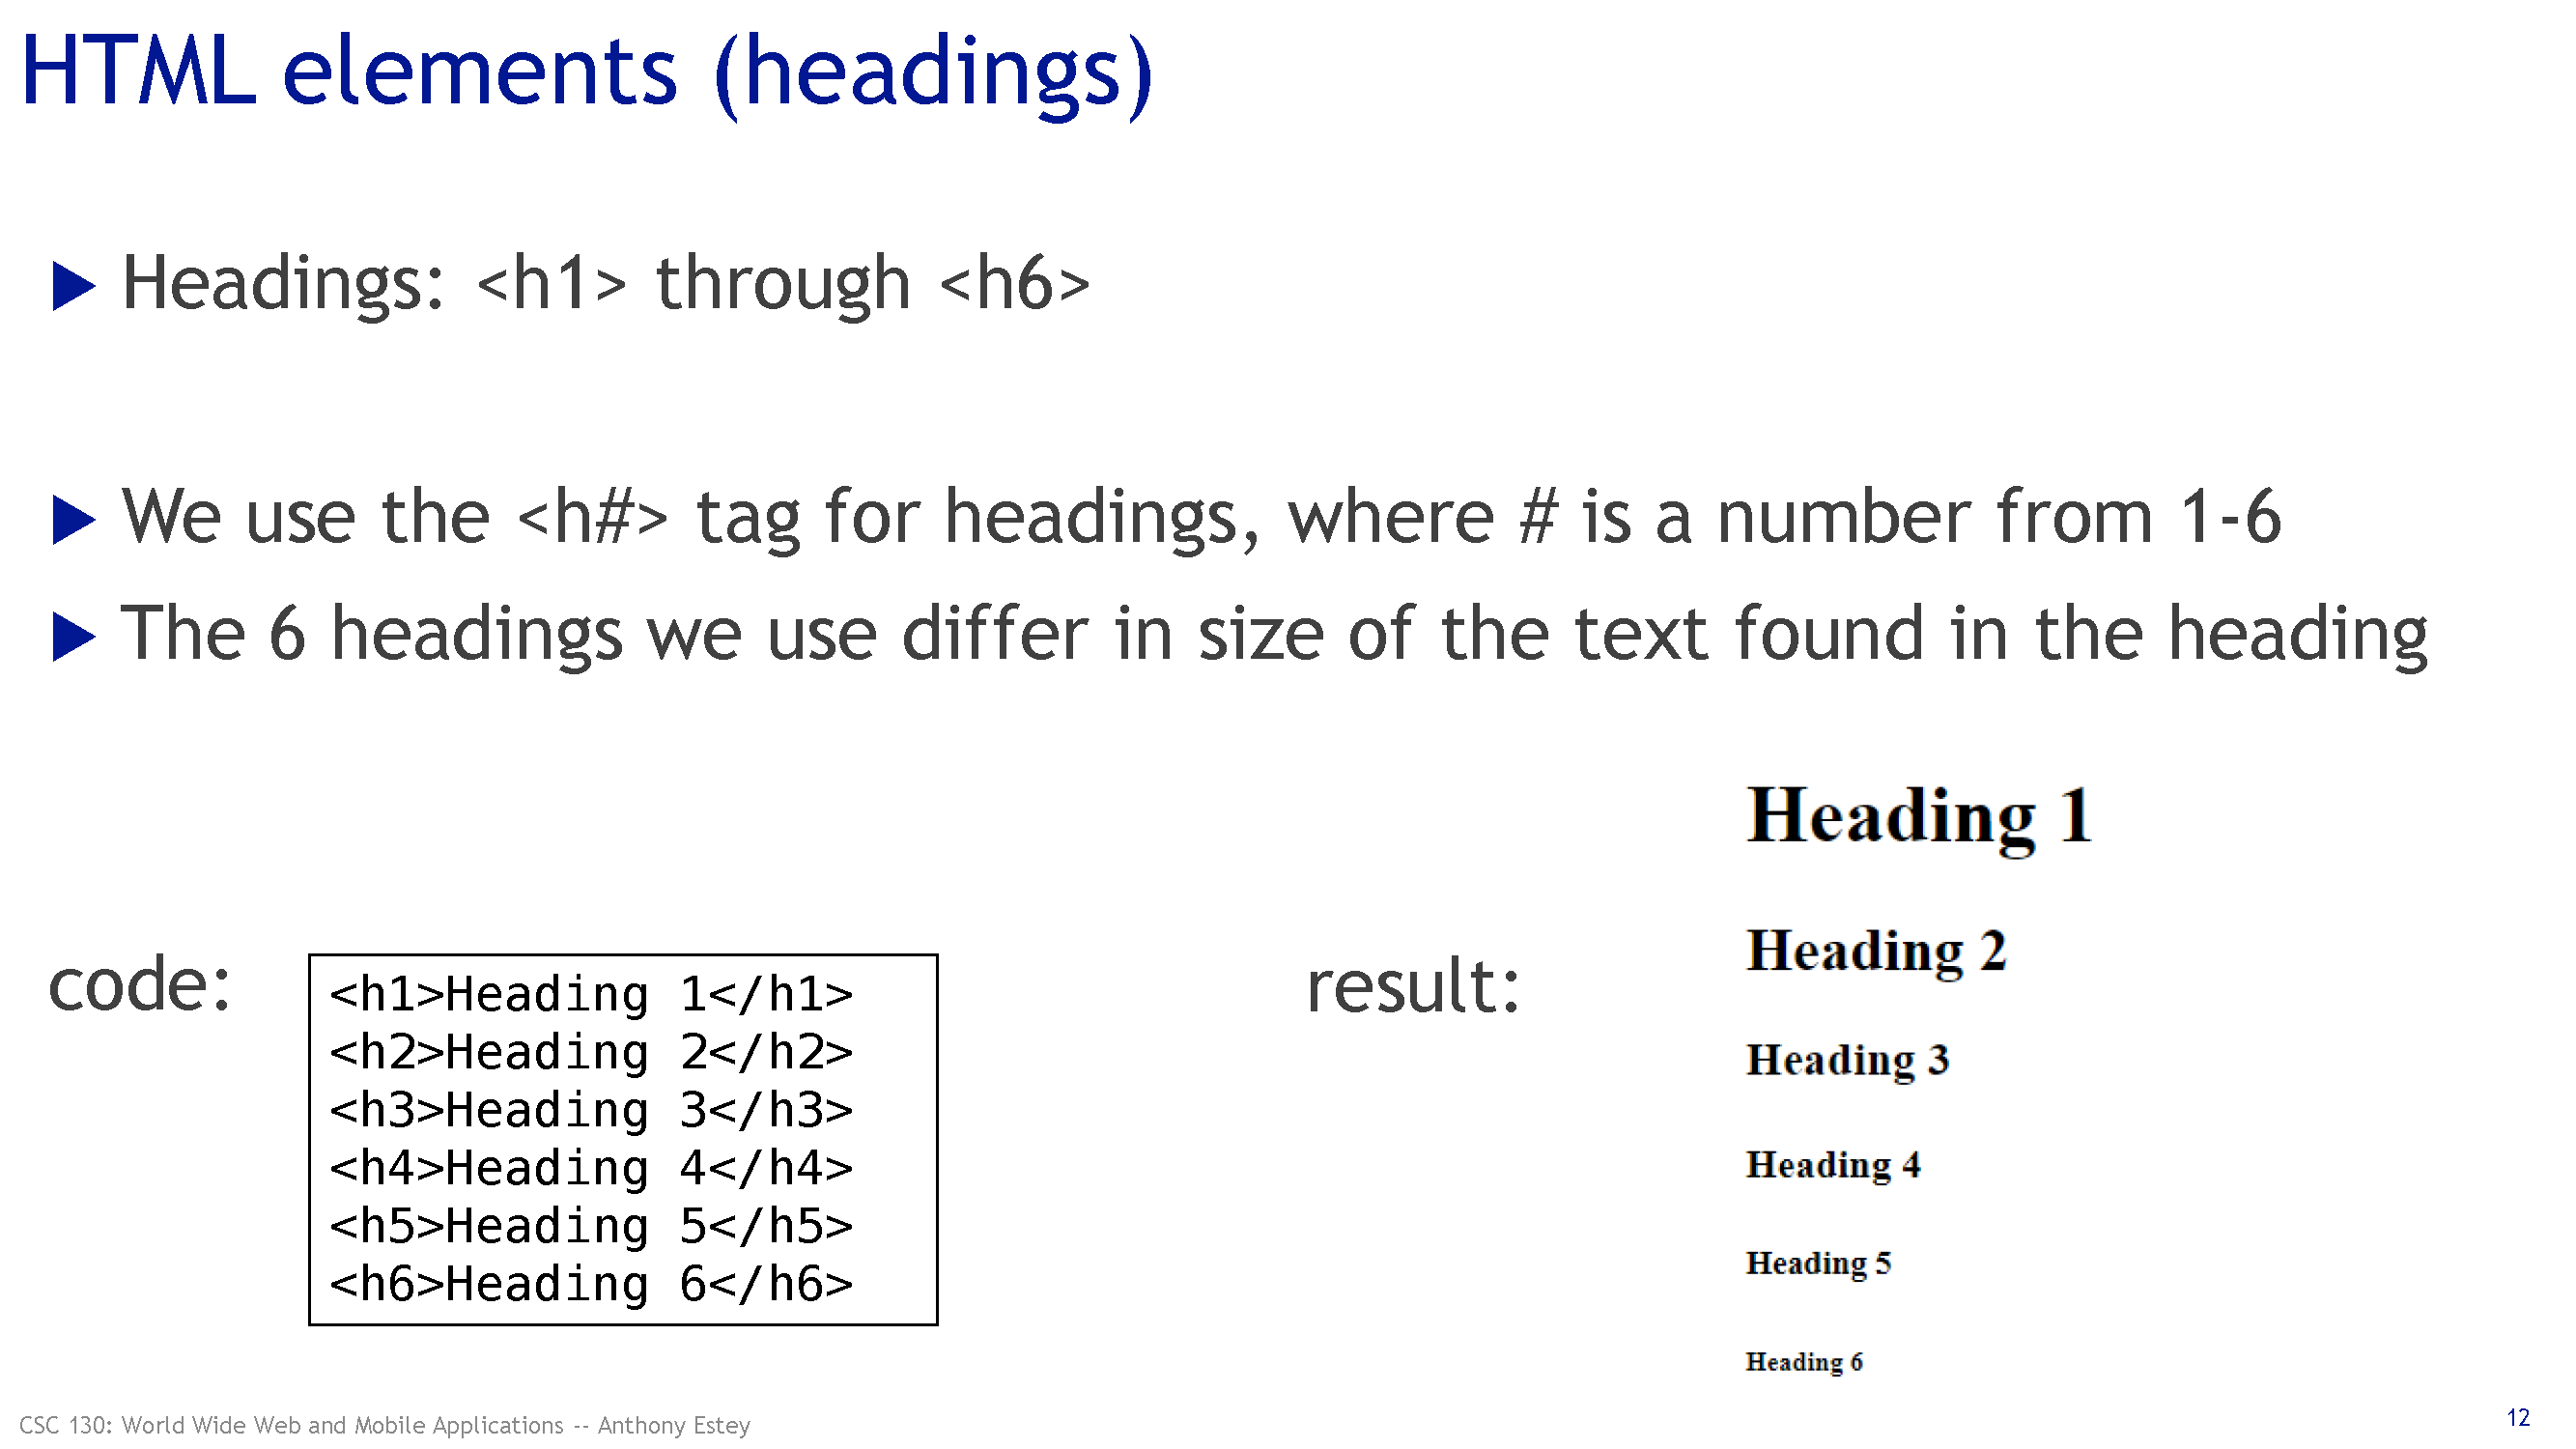 HTML elements (headings)
Headings: <h1> through <h6>
We use the <h#> tag for headings, where # is a number from 1-6
The 6 headings we use differ in size of the text found in the heading
code:
<h1>Heading 1</h1>
<h2>Heading 2</h2>
<h3>Heading 3</h3>
<h4>Heading 4</h4>
<h5>Heading 5</h5>
<h6>Heading 6</h6>
result:
Heading 1
Heading 2
Heading 3
Heading 4
Heading 5
Heading 6
CSC 130: World Wide Web and Mobile Applications -- Anthony Estey
12